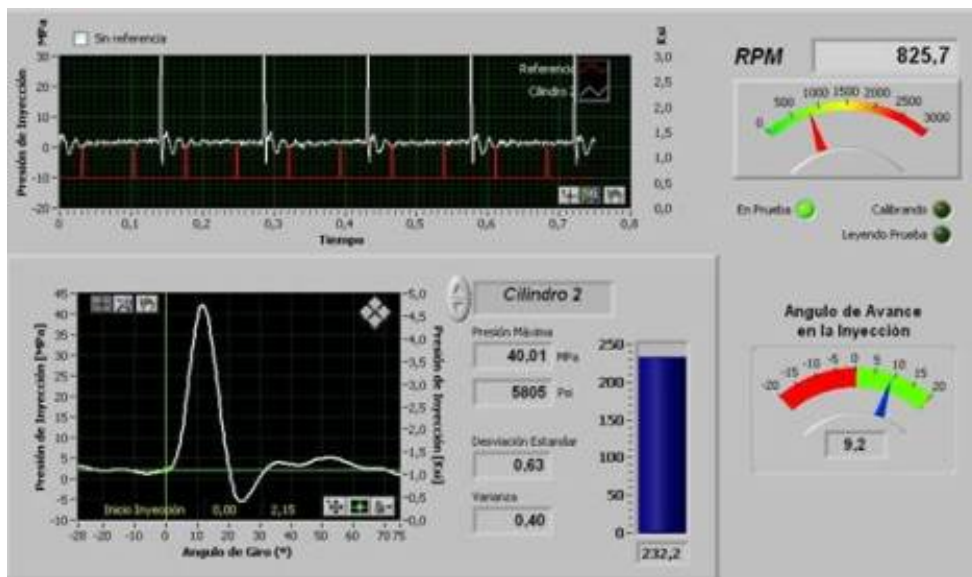 MPa
Sin referencia
Ksi
Presión de Inyección
30
20
10
0
-10
-20
3,0
2,5
2,0
1,5
1,0
0,5
0,0
Referencia
Cilindro 2
0 0,1 0,2 0,3 0,4 0,5 0,6 0,7 0,8
Tiempo
RPM 825,7
0 500 1000 1500 2000 2500 3000
En Prueba Calibrando
Leyendo Prueba
Presión de Inyección [MPa]
45
40
35
30
25
20
15
10
5
0
-5
-10
Inicio Inyección 0,00 2,15
-28 -20 -10 0 10 20 30 40 50 60 70 75
Angulo de Giro (°)
5,0
4,5
4,0
3,5
3,0
2,5
2,0
1,5
1,0
0,5
0,0
Presión de Inyección [Ksi]
Cilindro 2
Presión Máxima
40,01 MPa
5805 Psi
Desviación Estandar
0,63
Varianza
0,40
250
200
150
100
50
0
232,2
Angulo de Avance
en la Inyección
-20 -15 -10 -5 0 5 10 15 20
9,2